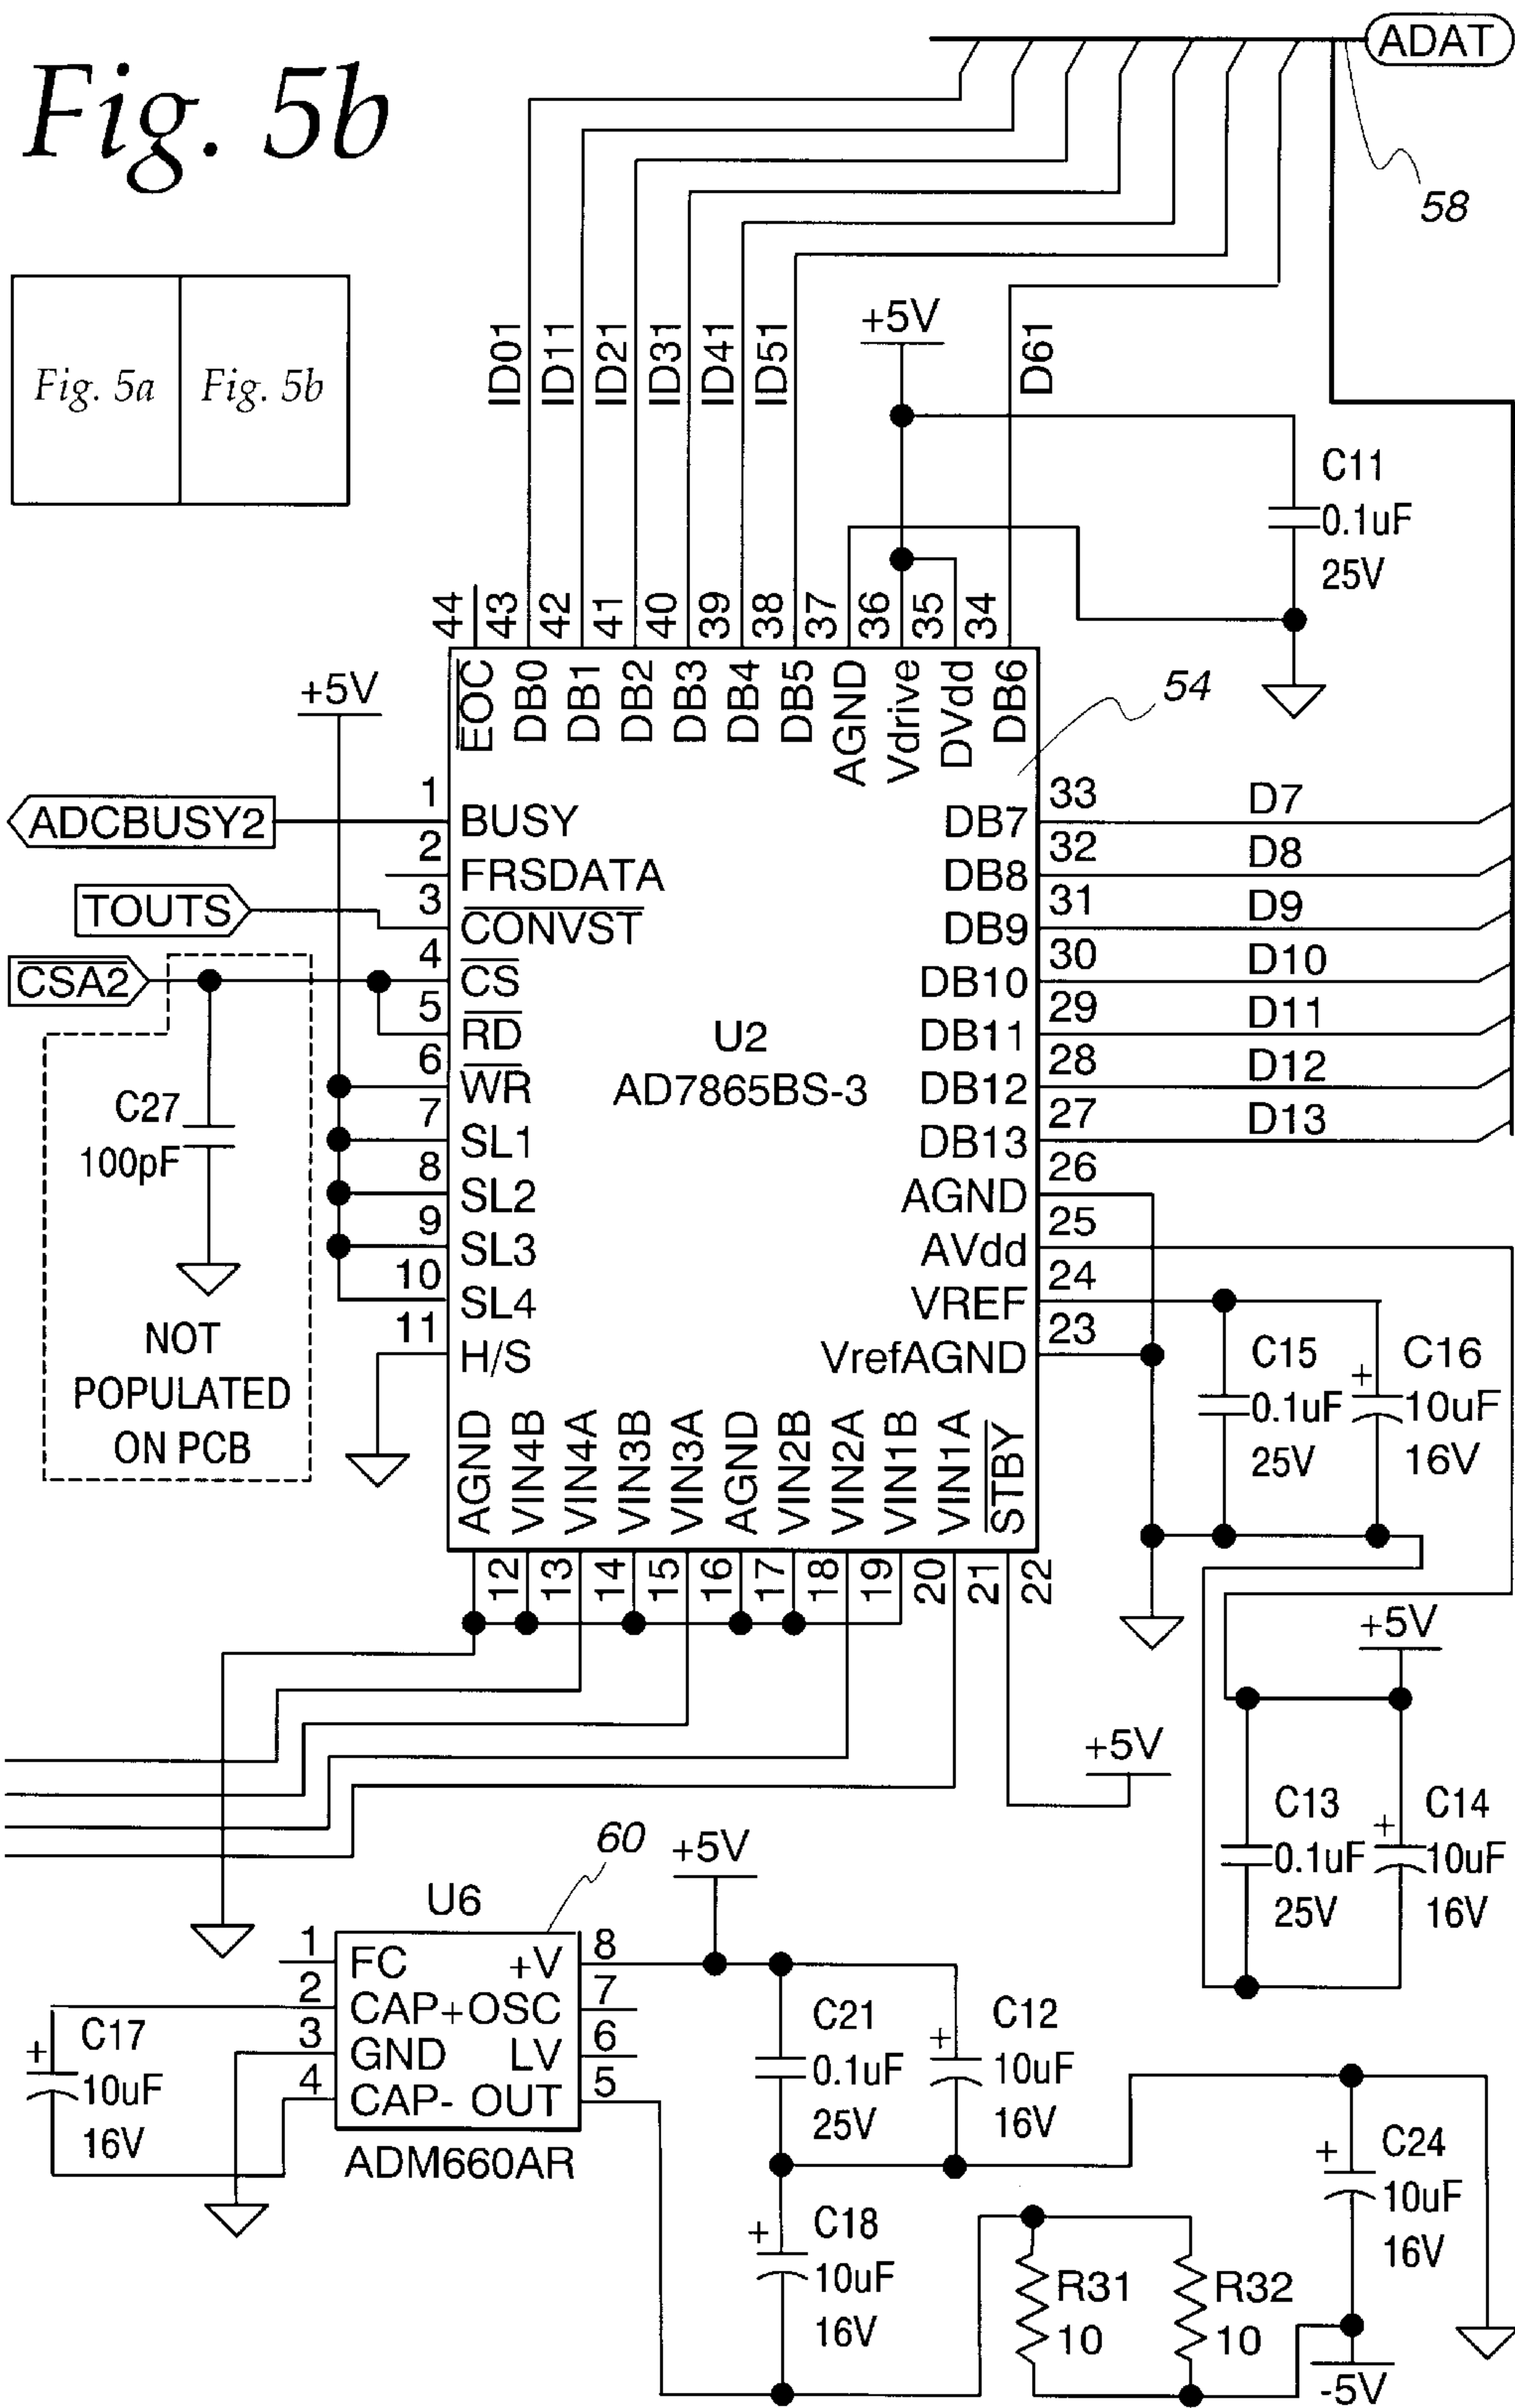 Fig. 5b
ADAT
58
Fig. 5a
Fig. 5b
ID01
ID11
ID21
ID31
ID41
ID51
D61
+5V
C11
0.1uF
25V
44
43
42
41
40
39
38
37
36
35
34
EOC
DB0
DB1
DB2
DB3
DB4
DB5
AGND
Vdrive
DVdd
DB6
54
+5V
ADCBUSY2
TOUTS
CSA2
1
2
3
4
5
6
7
8
9
10
11
BUSY
FRSDATA
CONVST
CS
RD
WR
SL1
SL2
SL3
SL4
H/S
U2
AD7865BS-3
DB7
DB8
DB9
DB10
DB11
DB12
DB13
AGND
AVdd
VREF
VrefAGND
33
32
31
30
29
28
27
26
25
24
23
D7
D8
D9
D10
D11
D12
D13
C27
100pF
NOT
POPULATED
ON PCB
C15
0.1uF
25V
+
C16
10uF
16V
AGND
VIN4B
VIN4A
VIN3B
VIN3A
AGND
VIN2B
VIN2A
VIN1B
VIN1A
STBY
12
13
14
15
16
17
18
19
20
21
22
+5V
+5V
C13
0.1uF
25V
+
C14
10uF
16V
60
+5V
U6
1
2
3
4
FC
CAP+
GND
CAP-
+V
OSC
LV
OUT
8
7
6
5
ADM660AR
+
C17
10uF
16V
C21
0.1uF
25V
+
C12
10uF
16V
+
C18
10uF
16V
R31
10
R32
10
+
C24
10uF
16V
-5V